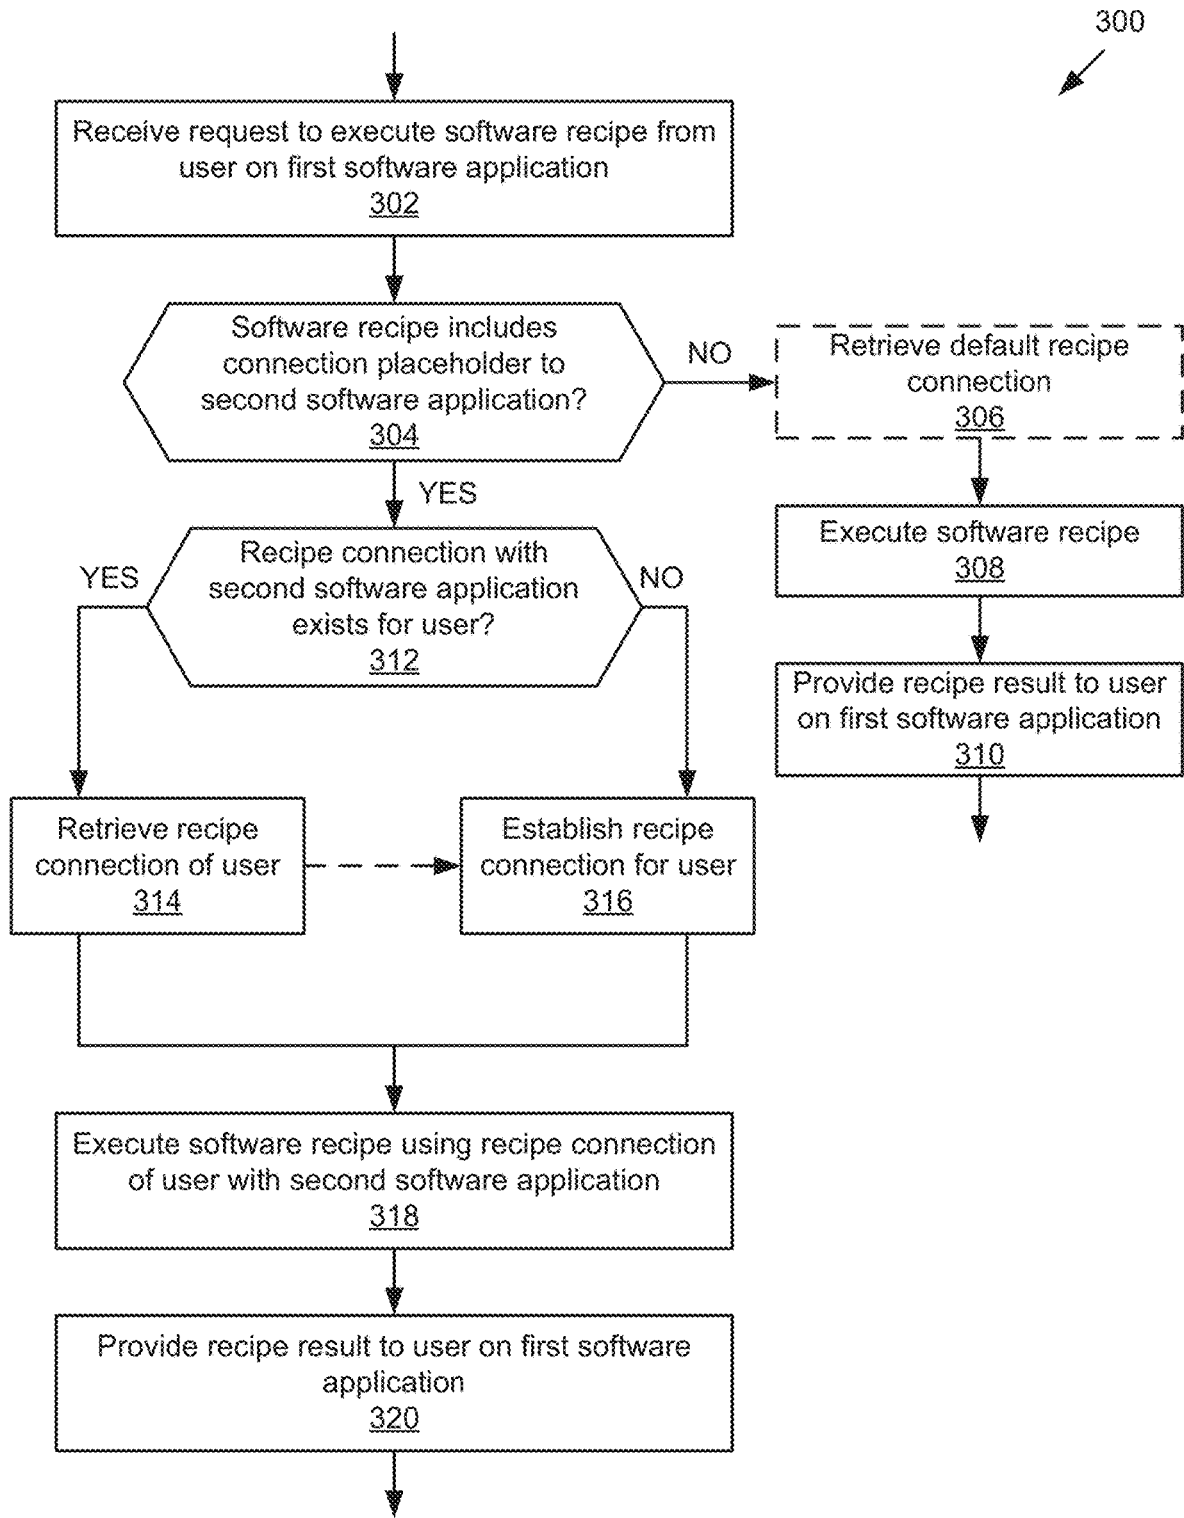 300
Receive request to execute software recipe from
user on first software application
302
Software recipe includes
connection placeholder to
second software application?
304
NO
Retrieve default recipe
connection
306
YES
Execute software recipe
308
Recipe connection with
second software application
exists for user?
312
YES
NO
Provide recipe result to user
on first software application
310
Retrieve recipe
connection of user
314
Establish recipe
connection for user
316
Execute software recipe using recipe connection
of user with second software application
318
Provide recipe result to user on first software
application
320